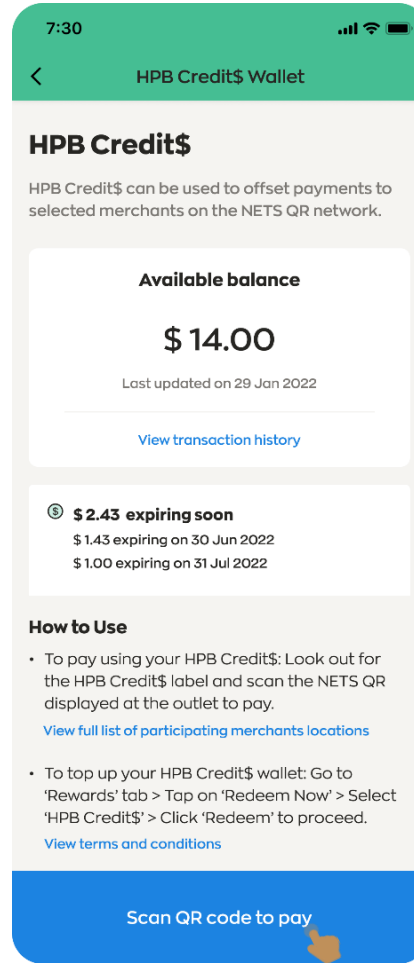 7:30
HPB Credit$ Wallet
HPB Credit$
HPB Credit$ can be used to offset payments to
selected merchants on the NETS QR network.
Available balance
$ 14.00
Last updated on 29 Jan 2022
View transaction history
$ 2.43 expiring soon
$ 1.43 expiring on 30 Jun 2022
$ 1.00 expiring on 31 Jul 2022
How to Use
• To pay using your HPB Credit$: Look out for
the HPB Credit$ label and scan the NETS QR
displayed at the outlet to pay.
View full list of participating merchants locations
• To top up your HPB Credit$ wallet: Go to
‘Rewards’ tab > Tap on ‘Redeem Now’ > Select
‘HPB Credit$’ > Click ‘Redeem’ to proceed.
View terms and conditions
Scan QR code to pay